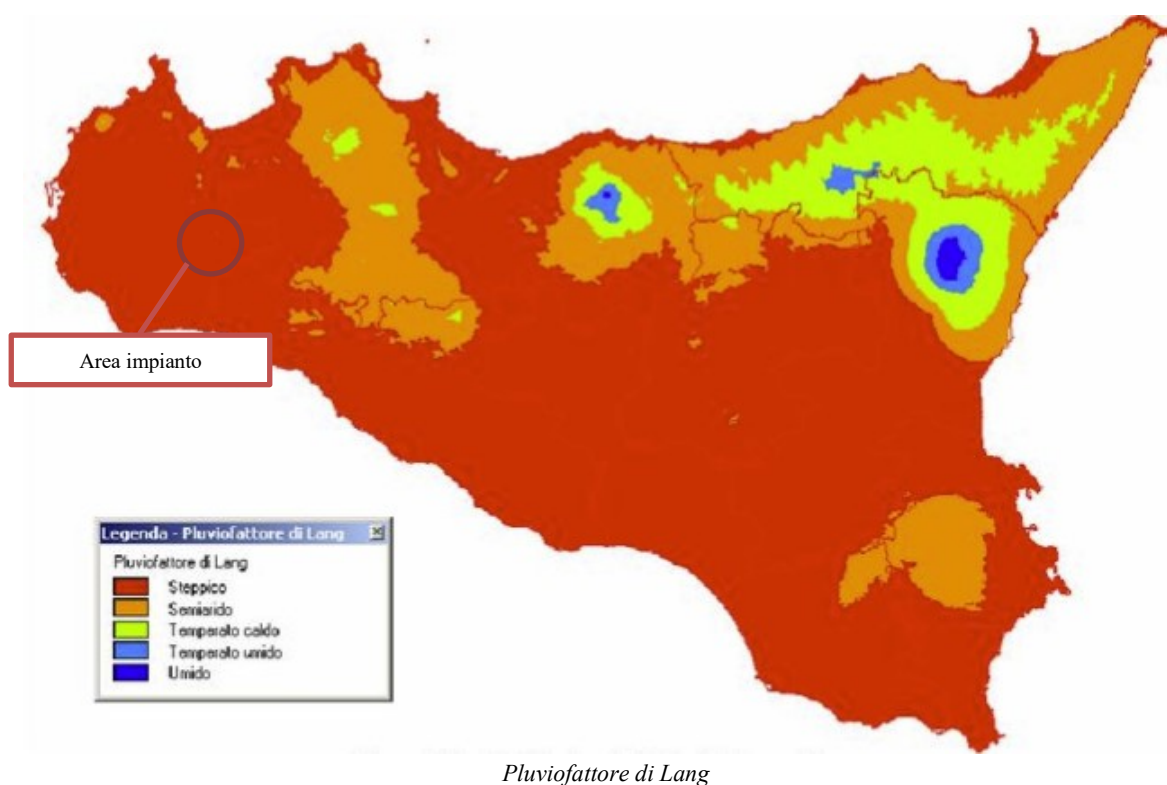 Area impianto
Legenda - Pluviofattore di Lang
Pluviofattore di Lang
Steppico
Semiarido
Temperato caldo
Temperato umido
Umido
Pluviofattore di Lang